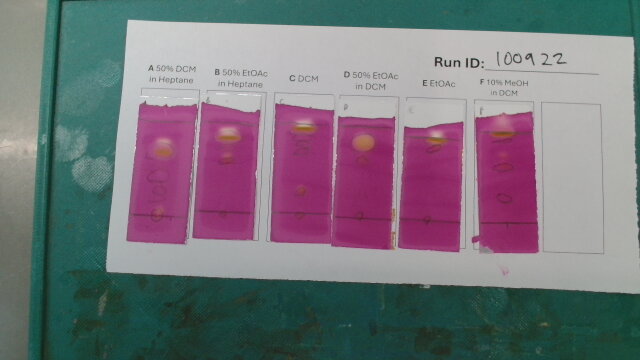 Run ID: 100922
A 50% DCM
in Heptane
B 50% EtOAc
in Heptane
C DCM
D 50% EtOAc
in DCM
E EtOAc
F 10% MeOH
in DCM